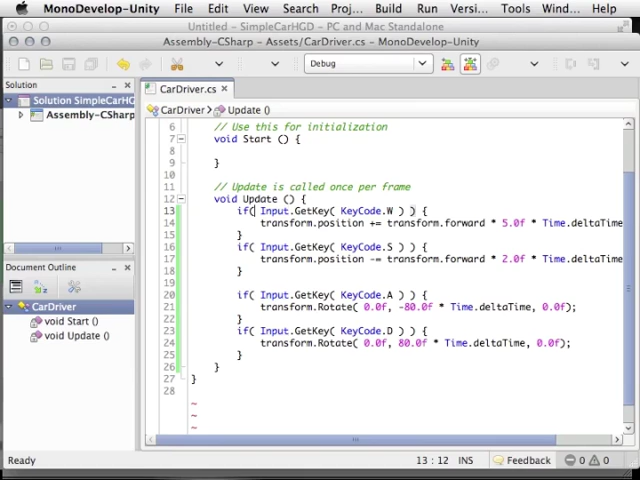 MonoDevelop-Unity File Edit View Search Project Build Run Versi… Tools Wind… Help
Untitled - SimpleCarHGD - PC and Mac Standalone
Assembly-CSharp - Assets/CarDriver.cs - MonoDevelop-Unity
Debug
Solution
Solution SimpleCarHGD
Assembly-CSharp
Document Outline
CarDriver
void Start ()
void Update ()
CarDriver.cs
CarDriver Update ()
6 // Use this for initialization
7 void Start () {
8
9 }
10
11 // Update is called once per frame
12 void Update () {
13 if( Input.GetKey( KeyCode.W ) ) {
14 transform.position += transform.forward * 5.0f * Time.deltaTime
15 }
16 if( Input.GetKey( KeyCode.S ) ) {
17 transform.position -= transform.forward * 2.0f * Time.deltaTime
18 }
19
20 if( Input.GetKey( KeyCode.A ) ) {
21 transform.Rotate( 0.0f, -80.0f * Time.deltaTime, 0.0f);
22 }
23 if( Input.GetKey( KeyCode.D ) ) {
24 transform.Rotate( 0.0f, 80.0f * Time.deltaTime, 0.0f);
25 }
26 }
27 }
28
~
~
~
Ready 13 : 12 INS Feedback 0 0